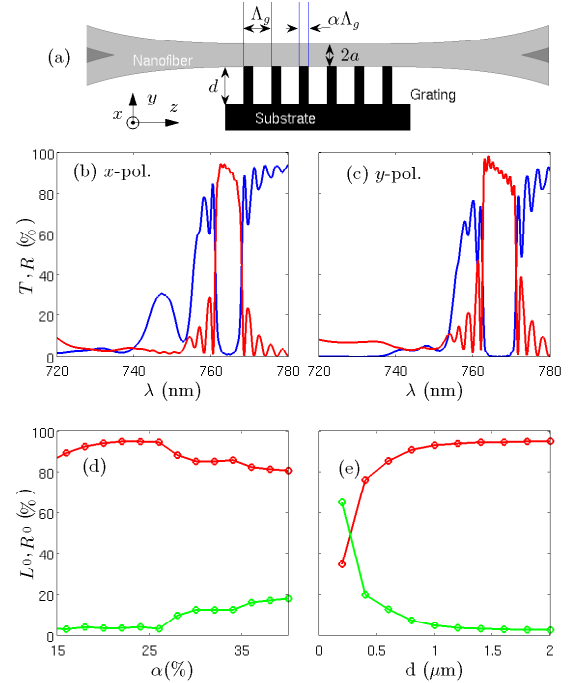 Λg αΛg
(a) Nanofiber 2a
d Grating
y
x z Substrate
(b) x-pol. (c) y-pol.
T, R (%)
100
80
60
40
20
0
720 740 760 780 720 740 760 780
λ (nm) λ (nm)
(d) (e)
L⁰, R⁰ (%)
100
80
60
40
20
0
15 25 35 0 0.5 1 1.5 2
α(%) d (μm)